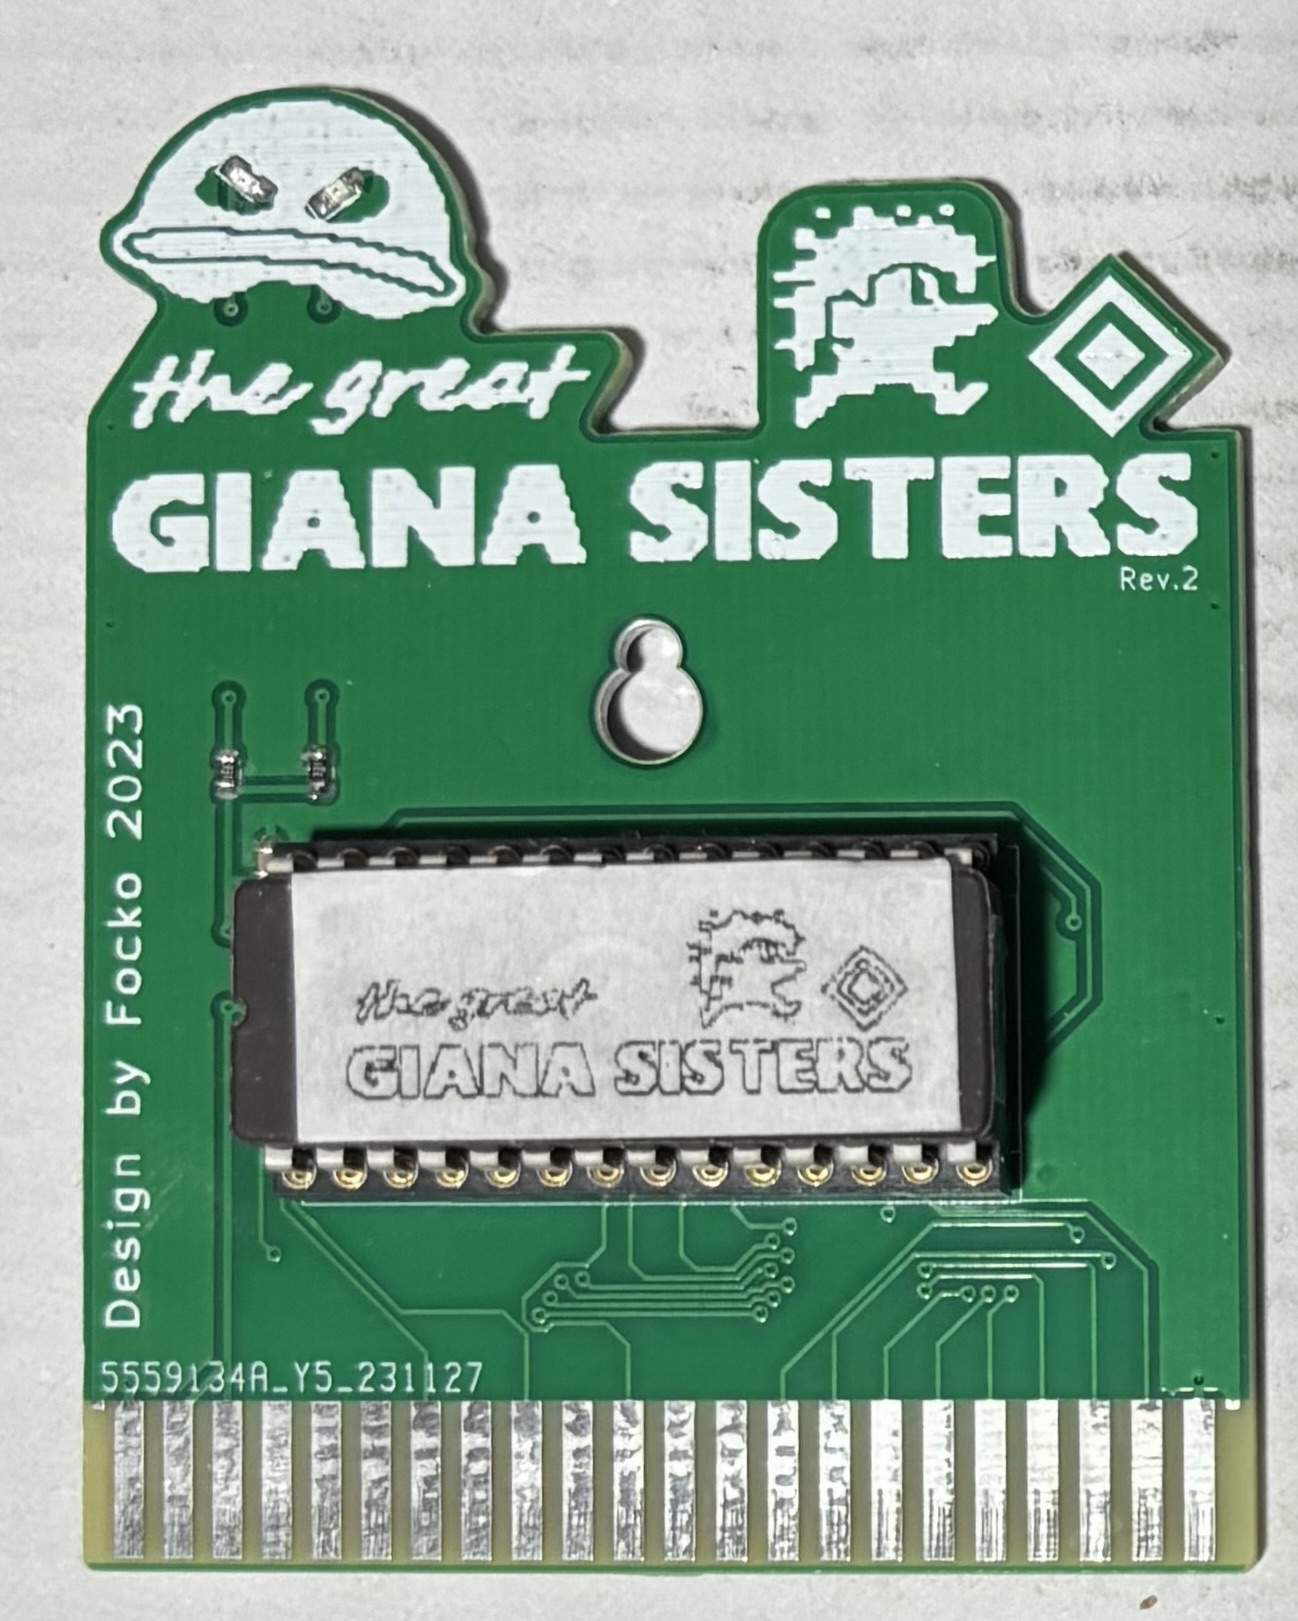 the great
GIANA SISTERS
Rev.2
Design by Focko 2023
the great
GIANA SISTERS
5559134A_Y5_231127